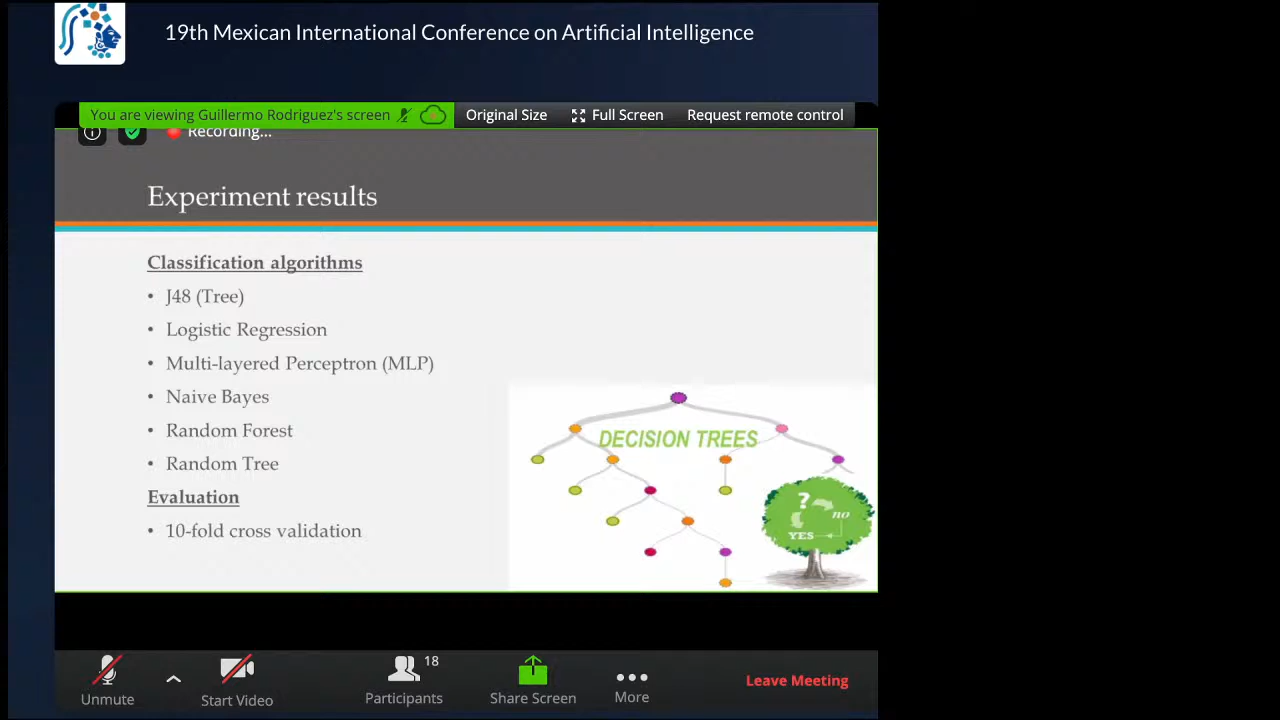 19th Mexican International Conference on Artificial Intelligence
You are viewing Guillermo Rodriguez's screen
Original Size
Full Screen
Request remote control
Recording...
Experiment results
Classification algorithms
• J48 (Tree)
• Logistic Regression
• Multi-layered Perceptron (MLP)
• Naive Bayes
• Random Forest
• Random Tree
Evaluation
• 10-fold cross validation
DECISION TREES
?
no
YES
18
Unmute
Start Video
Participants
Share Screen
More
Leave Meeting